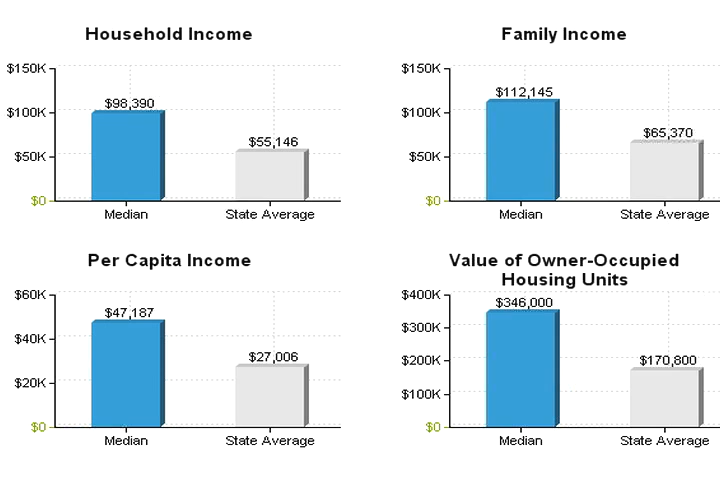 Household Income
$150K
$100K
$50K
$0
$98,390
$55,146
Median
State Average
Family Income
$150K
$100K
$50K
$0
$112,145
$65,370
Median
State Average
Per Capita Income
$60K
$40K
$20K
$0
$47,187
$27,006
Median
State Average
Value of Owner-Occupied
Housing Units
$400K
$300K
$200K
$100K
$0
$346,000
$170,800
Median
State Average